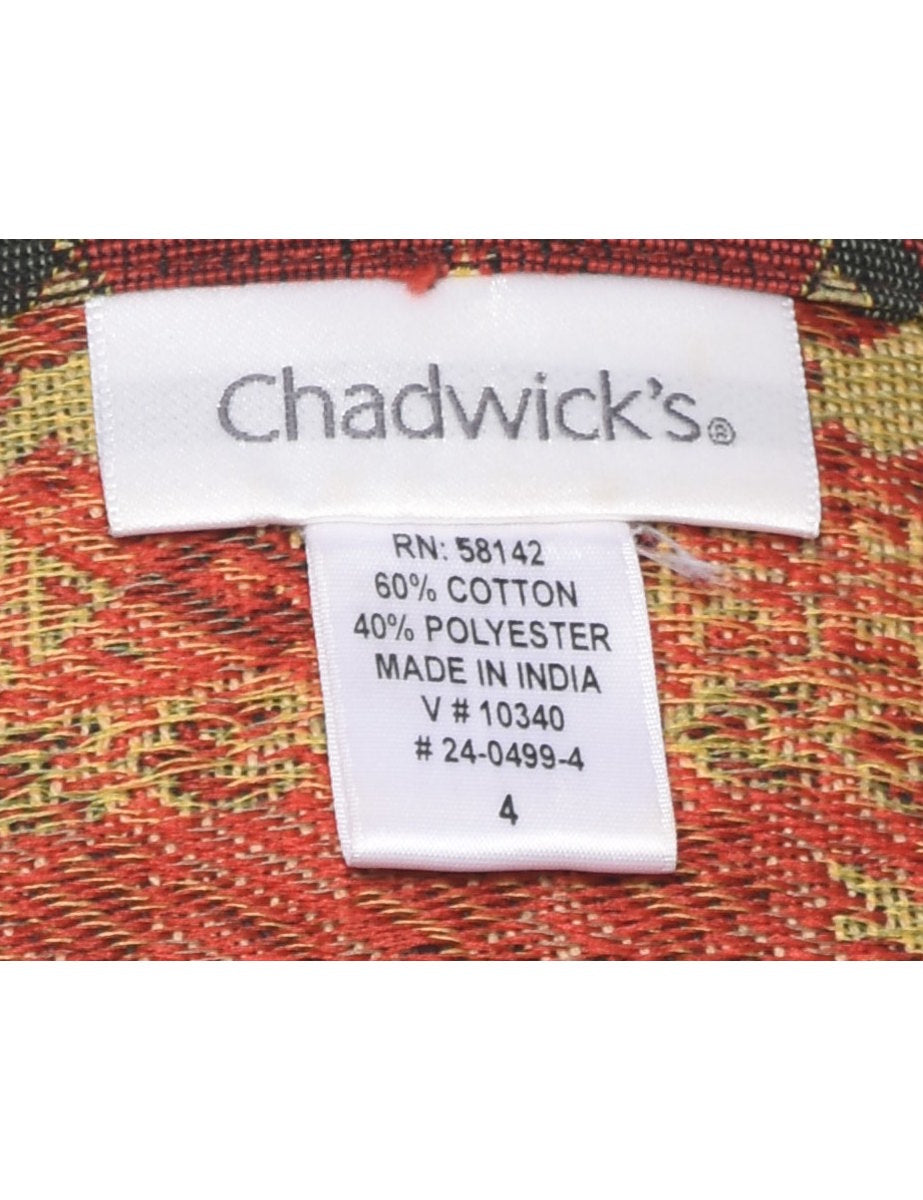 Chadwick's®
RN: 58142
60% COTTON
40% POLYESTER
MADE IN INDIA
V # 10340
# 24-0499-4
4